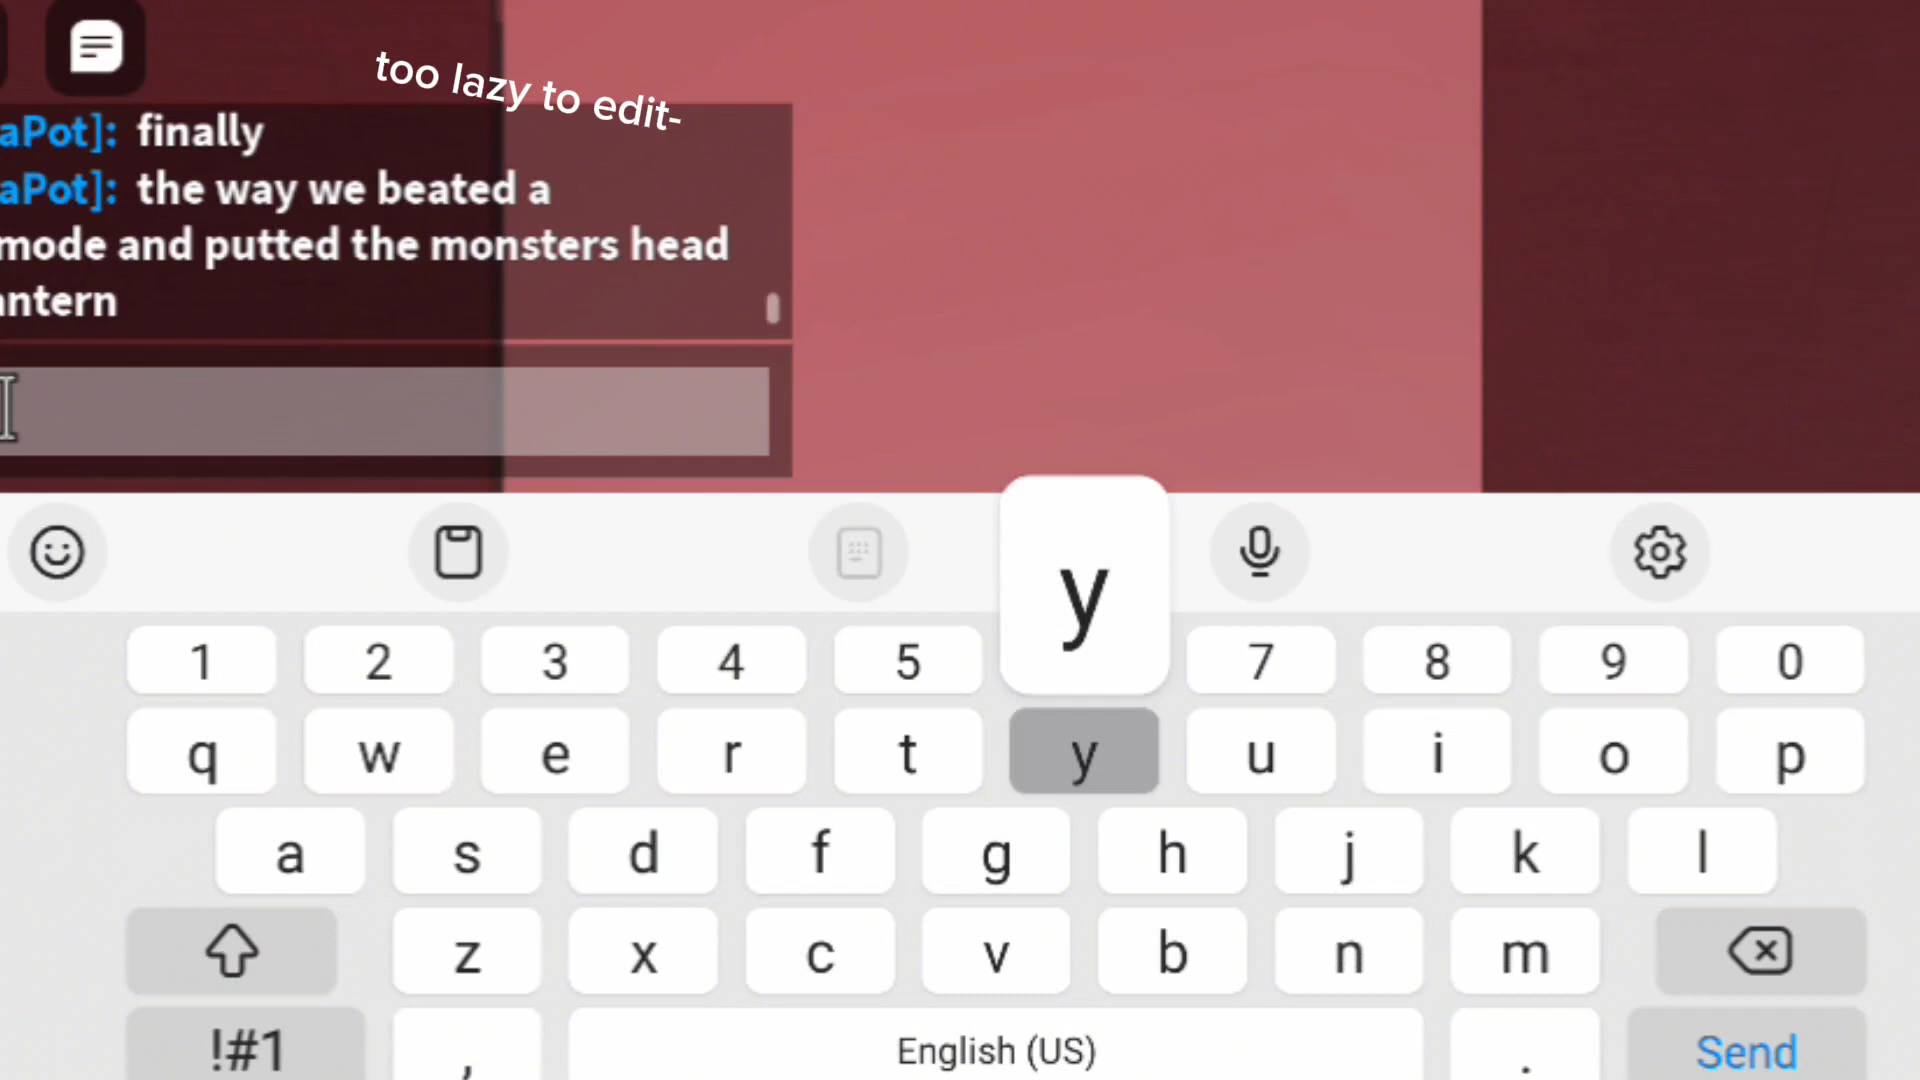 too lazy to edit-
aPot]: finally
aPot]: the way we beated a
mode and putted the monsters head
antern
y
1 2 3 4 5 7 8 9 0
q w e r t y u i o p
a s d f g h j k l
z x c v b n m
!#1 , English (US) . Send